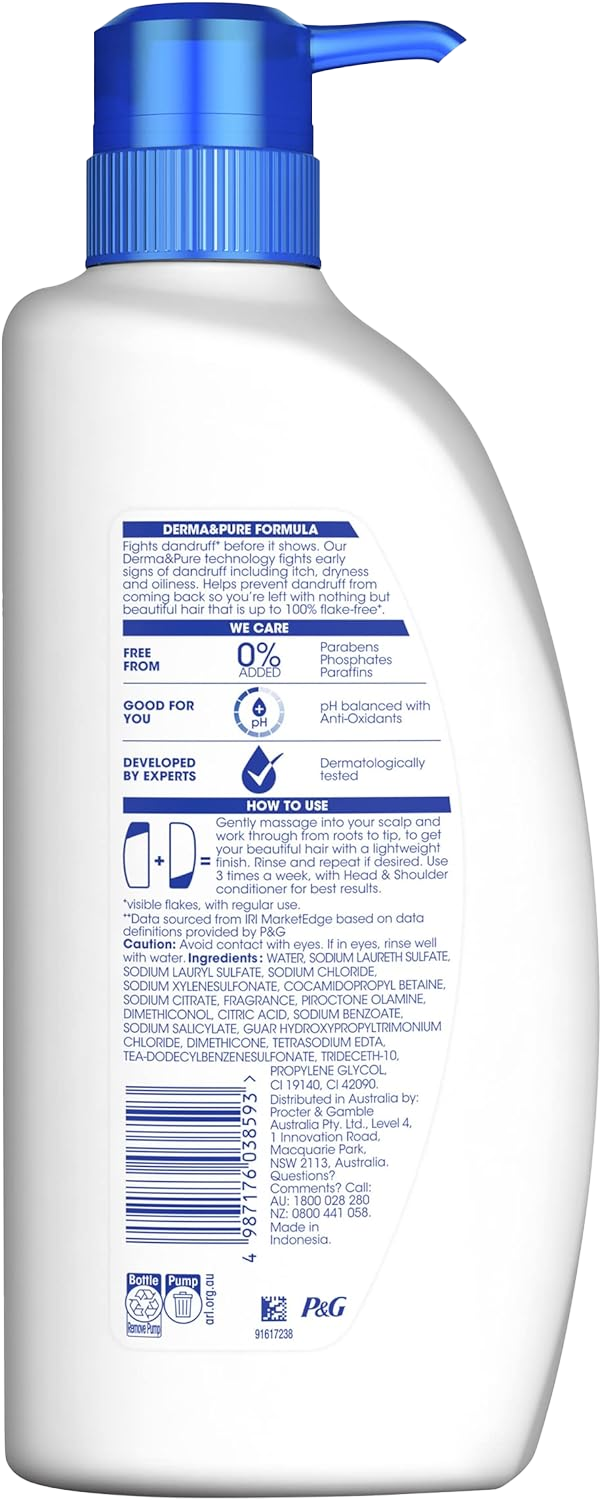 DERMA&PURE FORMULA
Fights dandruff* before it shows. Our
Derma&Pure technology fights early
signs of dandruff including itch, dryness
and oiliness. Helps prevent dandruff from
coming back so you're left with nothing but
beautiful hair that is up to 100% flake-free*.
WE CARE
FREE
FROM
0%
ADDED
Parabens
Phosphates
Paraffins
GOOD FOR
YOU
+
pH
pH balanced with
Anti-Oxidants
DEVELOPED
BY EXPERTS
Dermatologically
tested
HOW TO USE
+
=
Gently massage into your scalp and
work through from roots to tip, to get
your beautiful hair with a lightweight
finish. Rinse and repeat if desired. Use
3 times a week, with Head & Shoulder
conditioner for best results.
*visible flakes, with regular use.
**Data sourced from IRI MarketEdge based on data
definitions provided by P&G
Caution: Avoid contact with eyes. If in eyes, rinse well
with water. Ingredients: WATER, SODIUM LAURETH SULFATE,
SODIUM LAURYL SULFATE, SODIUM CHLORIDE,
SODIUM XYLENESULFONATE, COCAMIDOPROPYL BETAINE,
SODIUM CITRATE, FRAGRANCE, PIROCTONE OLAMINE,
DIMETHICONOL, CITRIC ACID, SODIUM BENZOATE,
SODIUM SALICYLATE, GUAR HYDROXYPROPYLTRIMONIUM
CHLORIDE, DIMETHICONE, TETRASODIUM EDTA,
TEA-DODECYLBENZENESULFONATE, TRIDECETH-10,
PROPYLENE GLYCOL,
CI 19140, CI 42090.
Distributed in Australia by:
Procter & Gamble
Australia Pty. Ltd., Level 4,
1 Innovation Road,
Macquarie Park,
NSW 2113, Australia.
Questions?
Comments? Call:
AU: 1800 028 280
NZ: 0800 441 058.
Made in
Indonesia.
4 987176 038593 >
Bottle
Remove Pump
Pump
arl.org.au
91617238
P&G